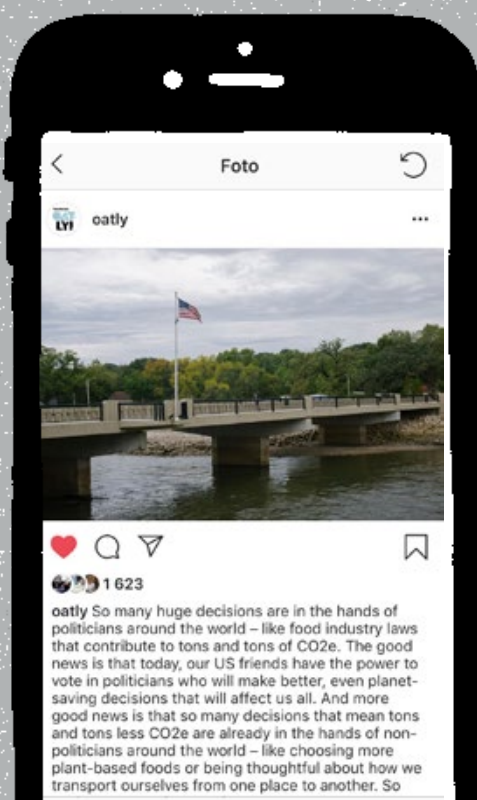 Foto
OAT
LY!
oatly
1 623
oatly So many huge decisions are in the hands of
politicians around the world – like food industry laws
that contribute to tons and tons of CO2e. The good
news is that today, our US friends have the power to
vote in politicians who will make better, even planet-
saving decisions that will affect us all. And more
good news is that so many decisions that mean tons
and tons less CO2e are already in the hands of non-
politicians around the world – like choosing more
plant-based foods or being thoughtful about how we
transport ourselves from one place to another. So